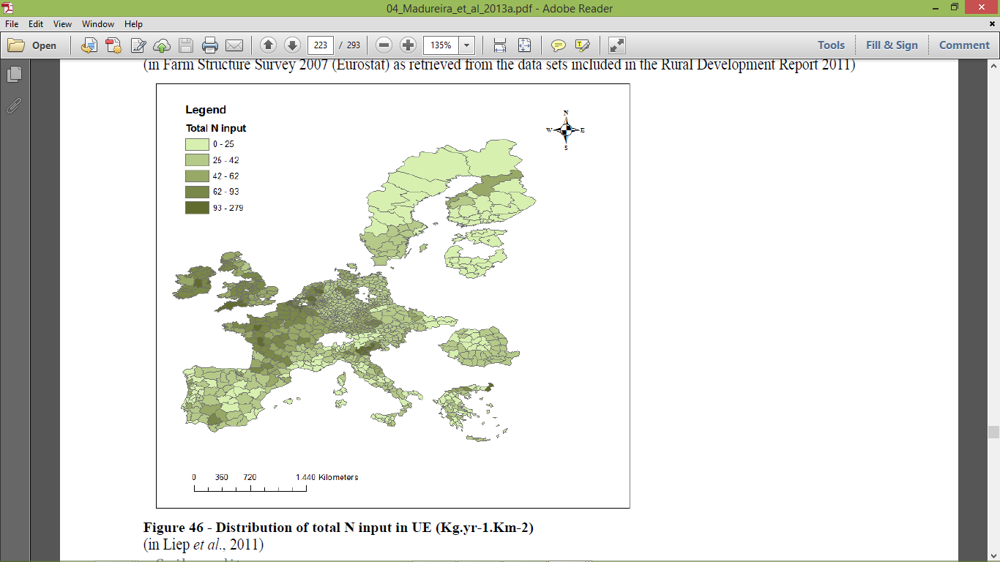 04_Madureira_et_al_2013a.pdf - Adobe Reader
File Edit View Window Help
Open 223 / 293 135% Tools Fill & Sign Comment
(in Farm Structure Survey 2007 (Eurostat) as retrieved from the data sets included in the Rural Development Report 2011)
Legend
Total N input
0 - 25
25 - 42
42 - 62
62 - 93
93 - 279
N
W E
S
0 360 720 1.440 Kilometers
Figure 46 - Distribution of total N input in UE (Kg.yr-1.Km-2)
(in Liep et al., 2011)